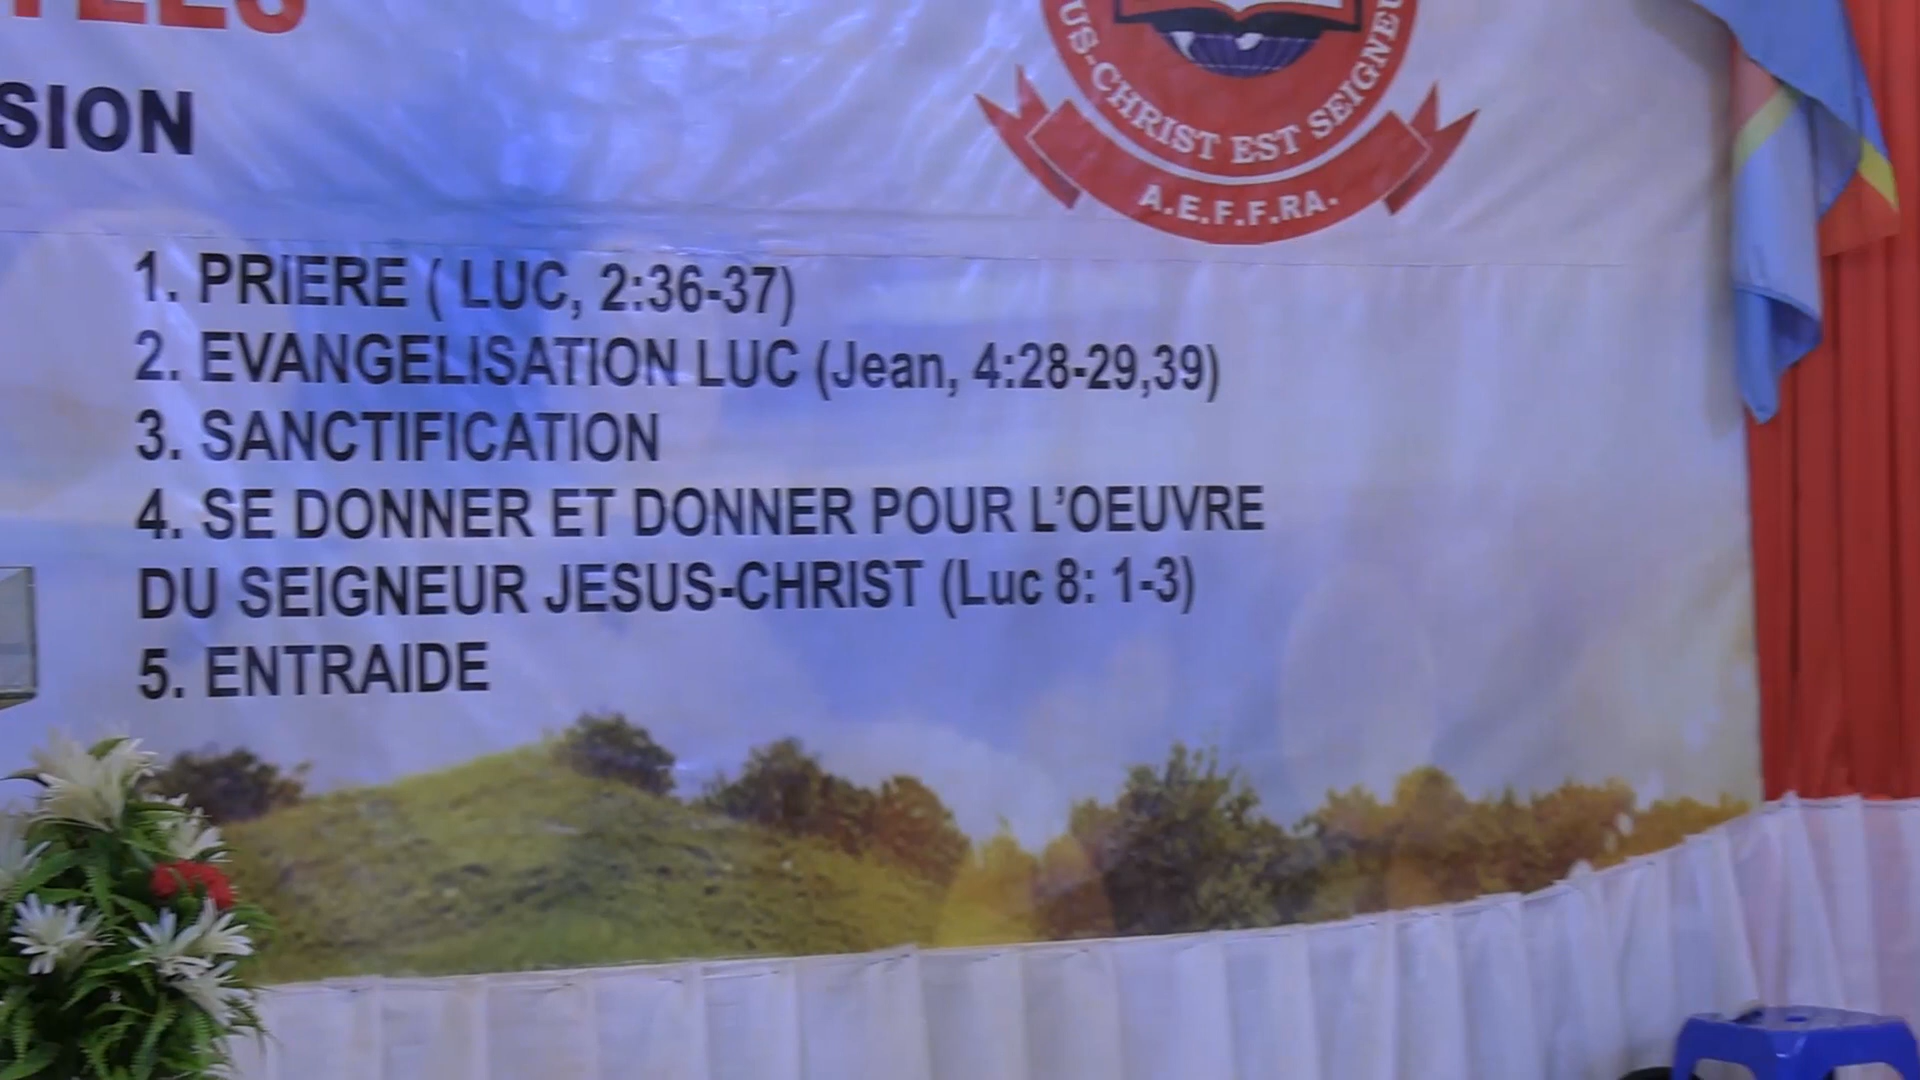 SION
US-CHRIST EST SEIGNEU
A.E.F.F.RA.
1. PRIERE ( LUC, 2:36-37)
2. EVANGELISATION LUC (Jean, 4:28-29,39)
3. SANCTIFICATION
4. SE DONNER ET DONNER POUR L'OEUVRE
DU SEIGNEUR JESUS-CHRIST (Luc 8: 1-3)
5. ENTRAIDE